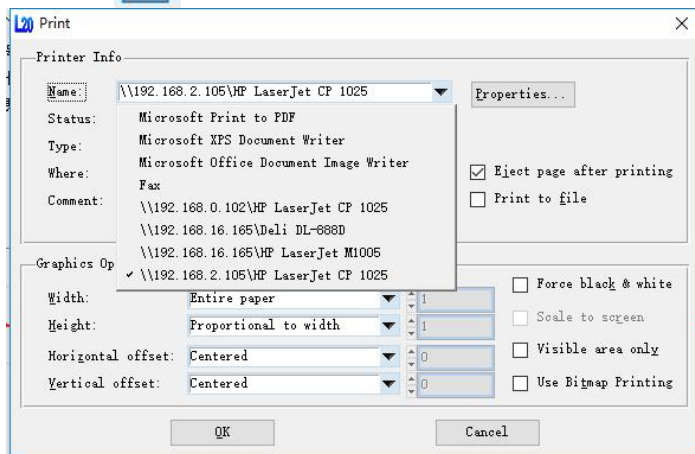 L20 Print
Printer Info
Name: \\192.168.2.105\HP LaserJet CP 1025 Properties...
Status: Microsoft Print to PDF
Microsoft XPS Document Writer
Type:
Microsoft Office Document Image Writer
Where: Eject page after printing
Fax
Comment: \\192.168.0.102\HP LaserJet CP 1025 Print to file
\\192.168.16.165\Deli DL-888D
\\192.168.16.165\HP LaserJet M1005
Graphics Op \\192.168.2.105\HP LaserJet CP 1025
Force black & white
Width: Entire paper 1
Height: Proportional to width 1 Scale to screen
Horizontal offset: Centered 0 Visible area only
Vertical offset: Centered 0 Use Bitmap Printing
OK Cancel